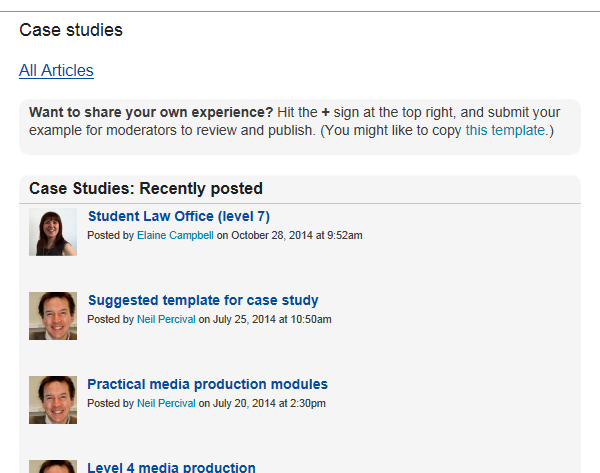 Case studies
All Articles
Want to share your own experience? Hit the + sign at the top right, and submit your
example for moderators to review and publish. (You might like to copy this template.)
Case Studies: Recently posted
Student Law Office (level 7)
Posted by Elaine Campbell on October 28, 2014 at 9:52am
Suggested template for case study
Posted by Neil Percival on July 25, 2014 at 10:50am
Practical media production modules
Posted by Neil Percival on July 20, 2014 at 2:30pm
Level 4 media production